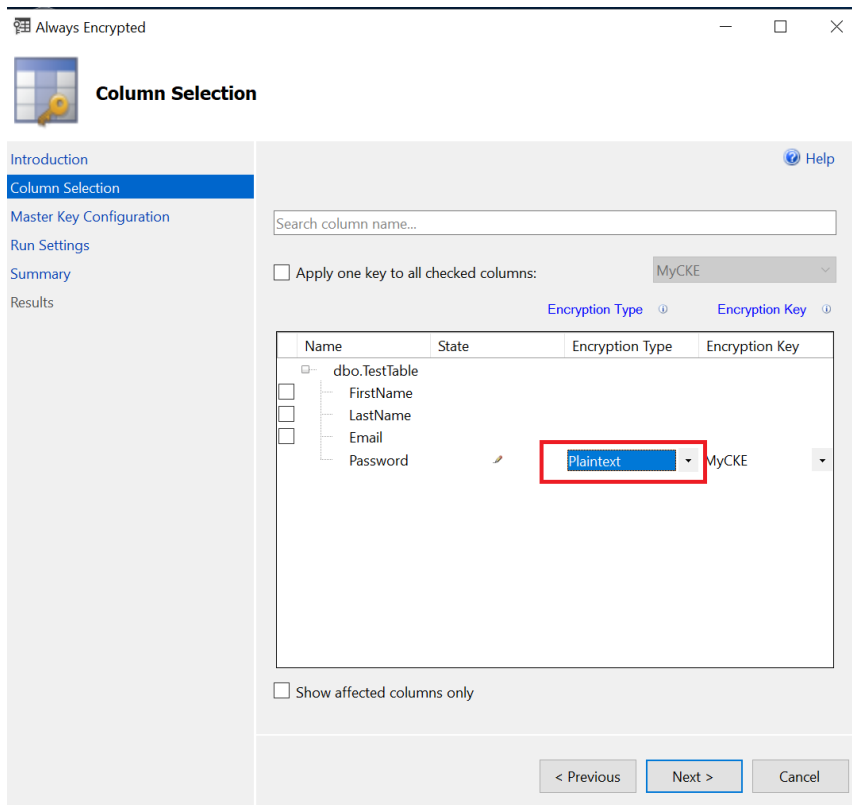 Always Encrypted
Column Selection
Introduction
Column Selection
Master Key Configuration
Run Settings
Summary
Results
Help
Search column name...
Apply one key to all checked columns: MyCKE
Encryption Type Encryption Key
Name State Encryption Type Encryption Key
dbo.TestTable
FirstName
LastName
Email
Password Plaintext MyCKE
Show affected columns only
< Previous Next > Cancel